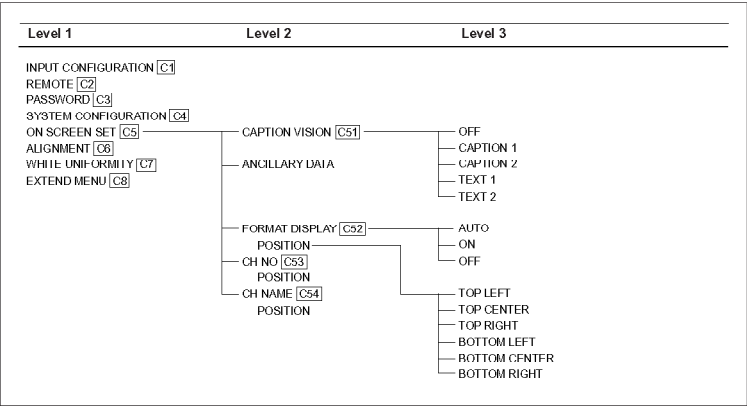 Level 1 Level 2 Level 3
INPUT CONFIGURATION C1
REMOTE C2
PASSWORD C3
SYSTEM CONFIGURATION C4
ON SCREEN SET C5 CAPTION VISION C51 OFF
ALIGNMENT C6 CAPTION 1
WHITE UNIFORMITY C7 ANCILLARY DATA CAPTION 2
EXTEND MENU C8 TEXT 1
TEXT 2
FORMAT DISPLAY C52 AUTO
POSITION ON
CH NO C53 OFF
POSITION
CH NAME C54 TOP LEFT
POSITION TOP CENTER
TOP RIGHT
BOTTOM LEFT
BOTTOM CENTER
BOTTOM RIGHT